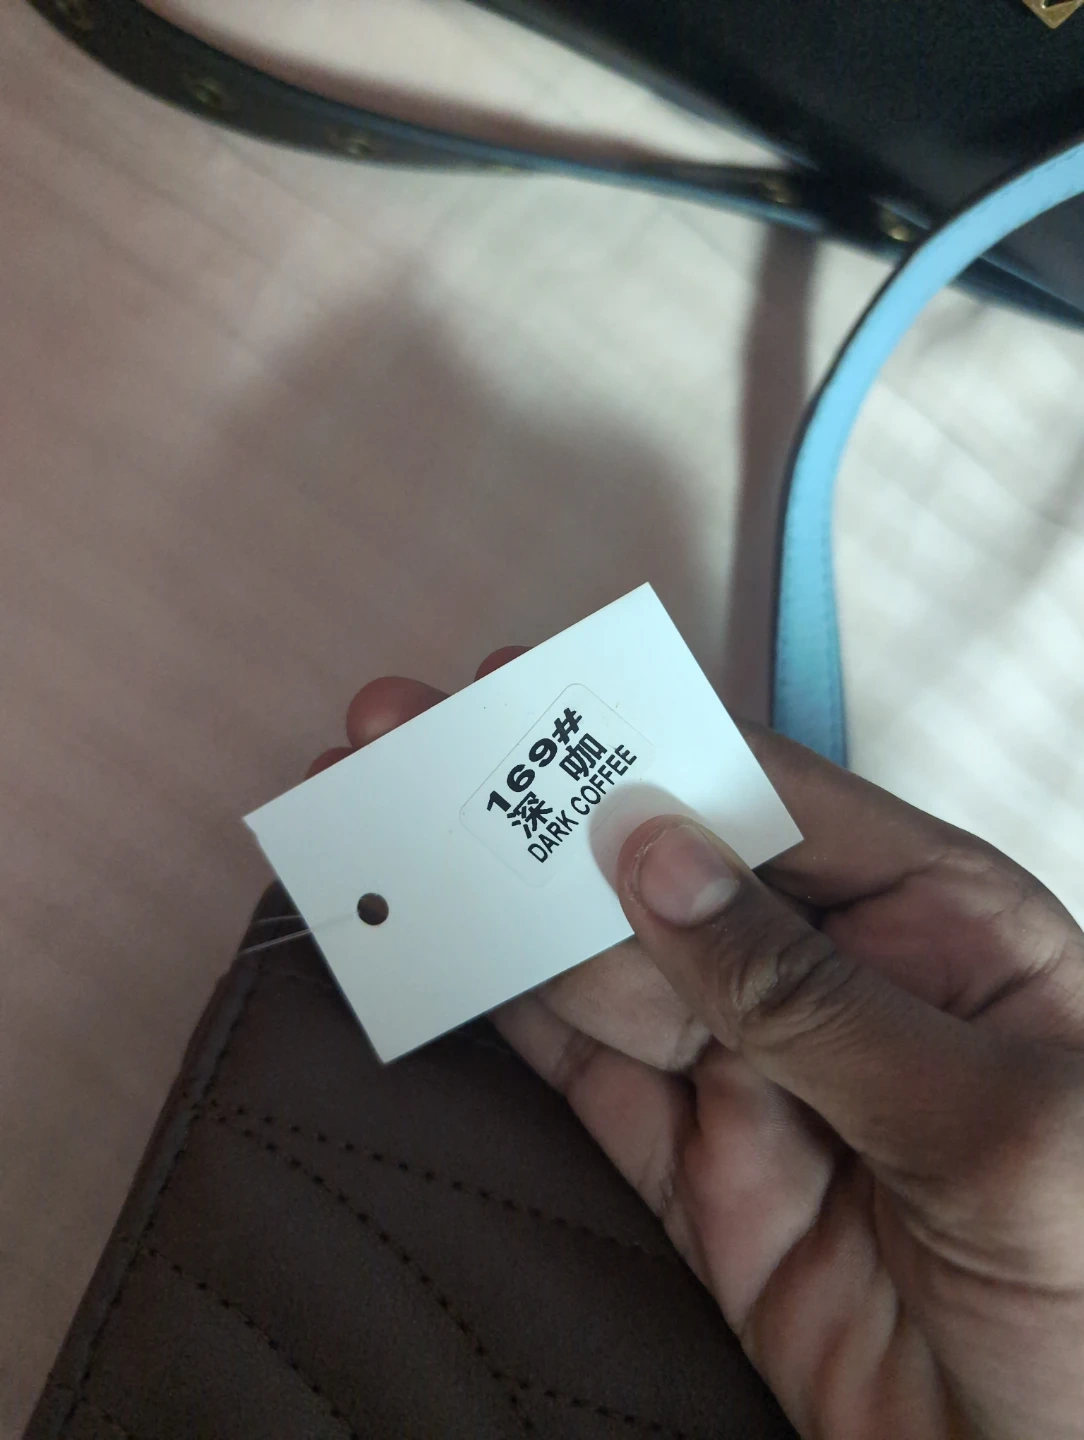 169#
深 咖
DARK COFFEE